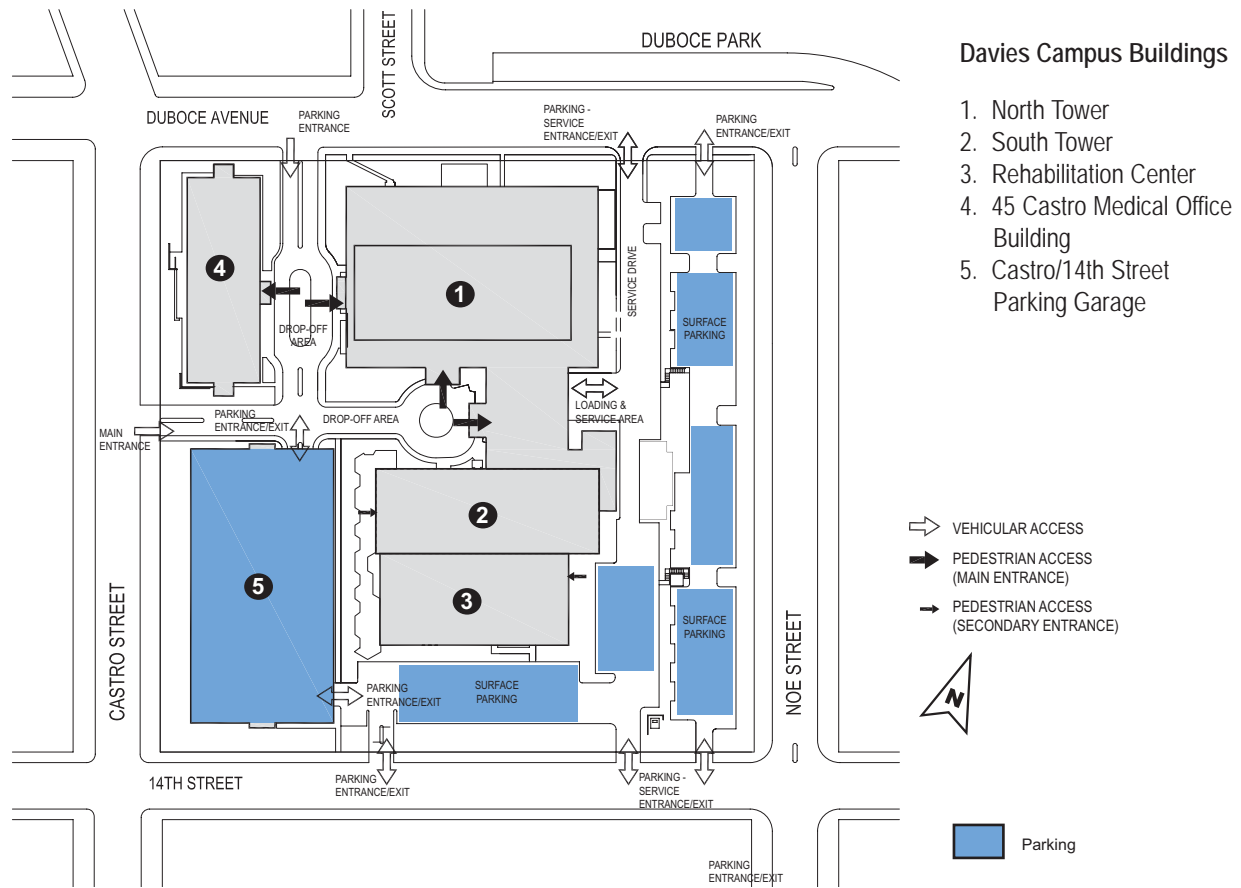 DUBOCE PARK
SCOTT STREET
DUBOCE AVENUE
PARKING
ENTRANCE
PARKING -
SERVICE
ENTRANCE/EXIT
PARKING
ENTRANCE/EXIT
4
1
DROP-OFF
AREA
SERVICE DRIVE
SURFACE
PARKING
PARKING
ENTRANCE/EXIT
DROP-OFF AREA
LOADING &
SERVICE AREA
MAIN
ENTRANCE
2
5
3
SURFACE
PARKING
CASTRO STREET
NOE STREET
PARKING
ENTRANCE/EXIT
SURFACE
PARKING
14TH STREET
PARKING
ENTRANCE/EXIT
PARKING -
SERVICE
ENTRANCE/EXIT
PARKING
ENTRANCE/EXIT
Davies Campus Buildings
1. North Tower
2. South Tower
3. Rehabilitation Center
4. 45 Castro Medical Office
Building
5. Castro/14th Street
Parking Garage
VEHICULAR ACCESS
PEDESTRIAN ACCESS
(MAIN ENTRANCE)
PEDESTRIAN ACCESS
(SECONDARY ENTRANCE)
N
Parking